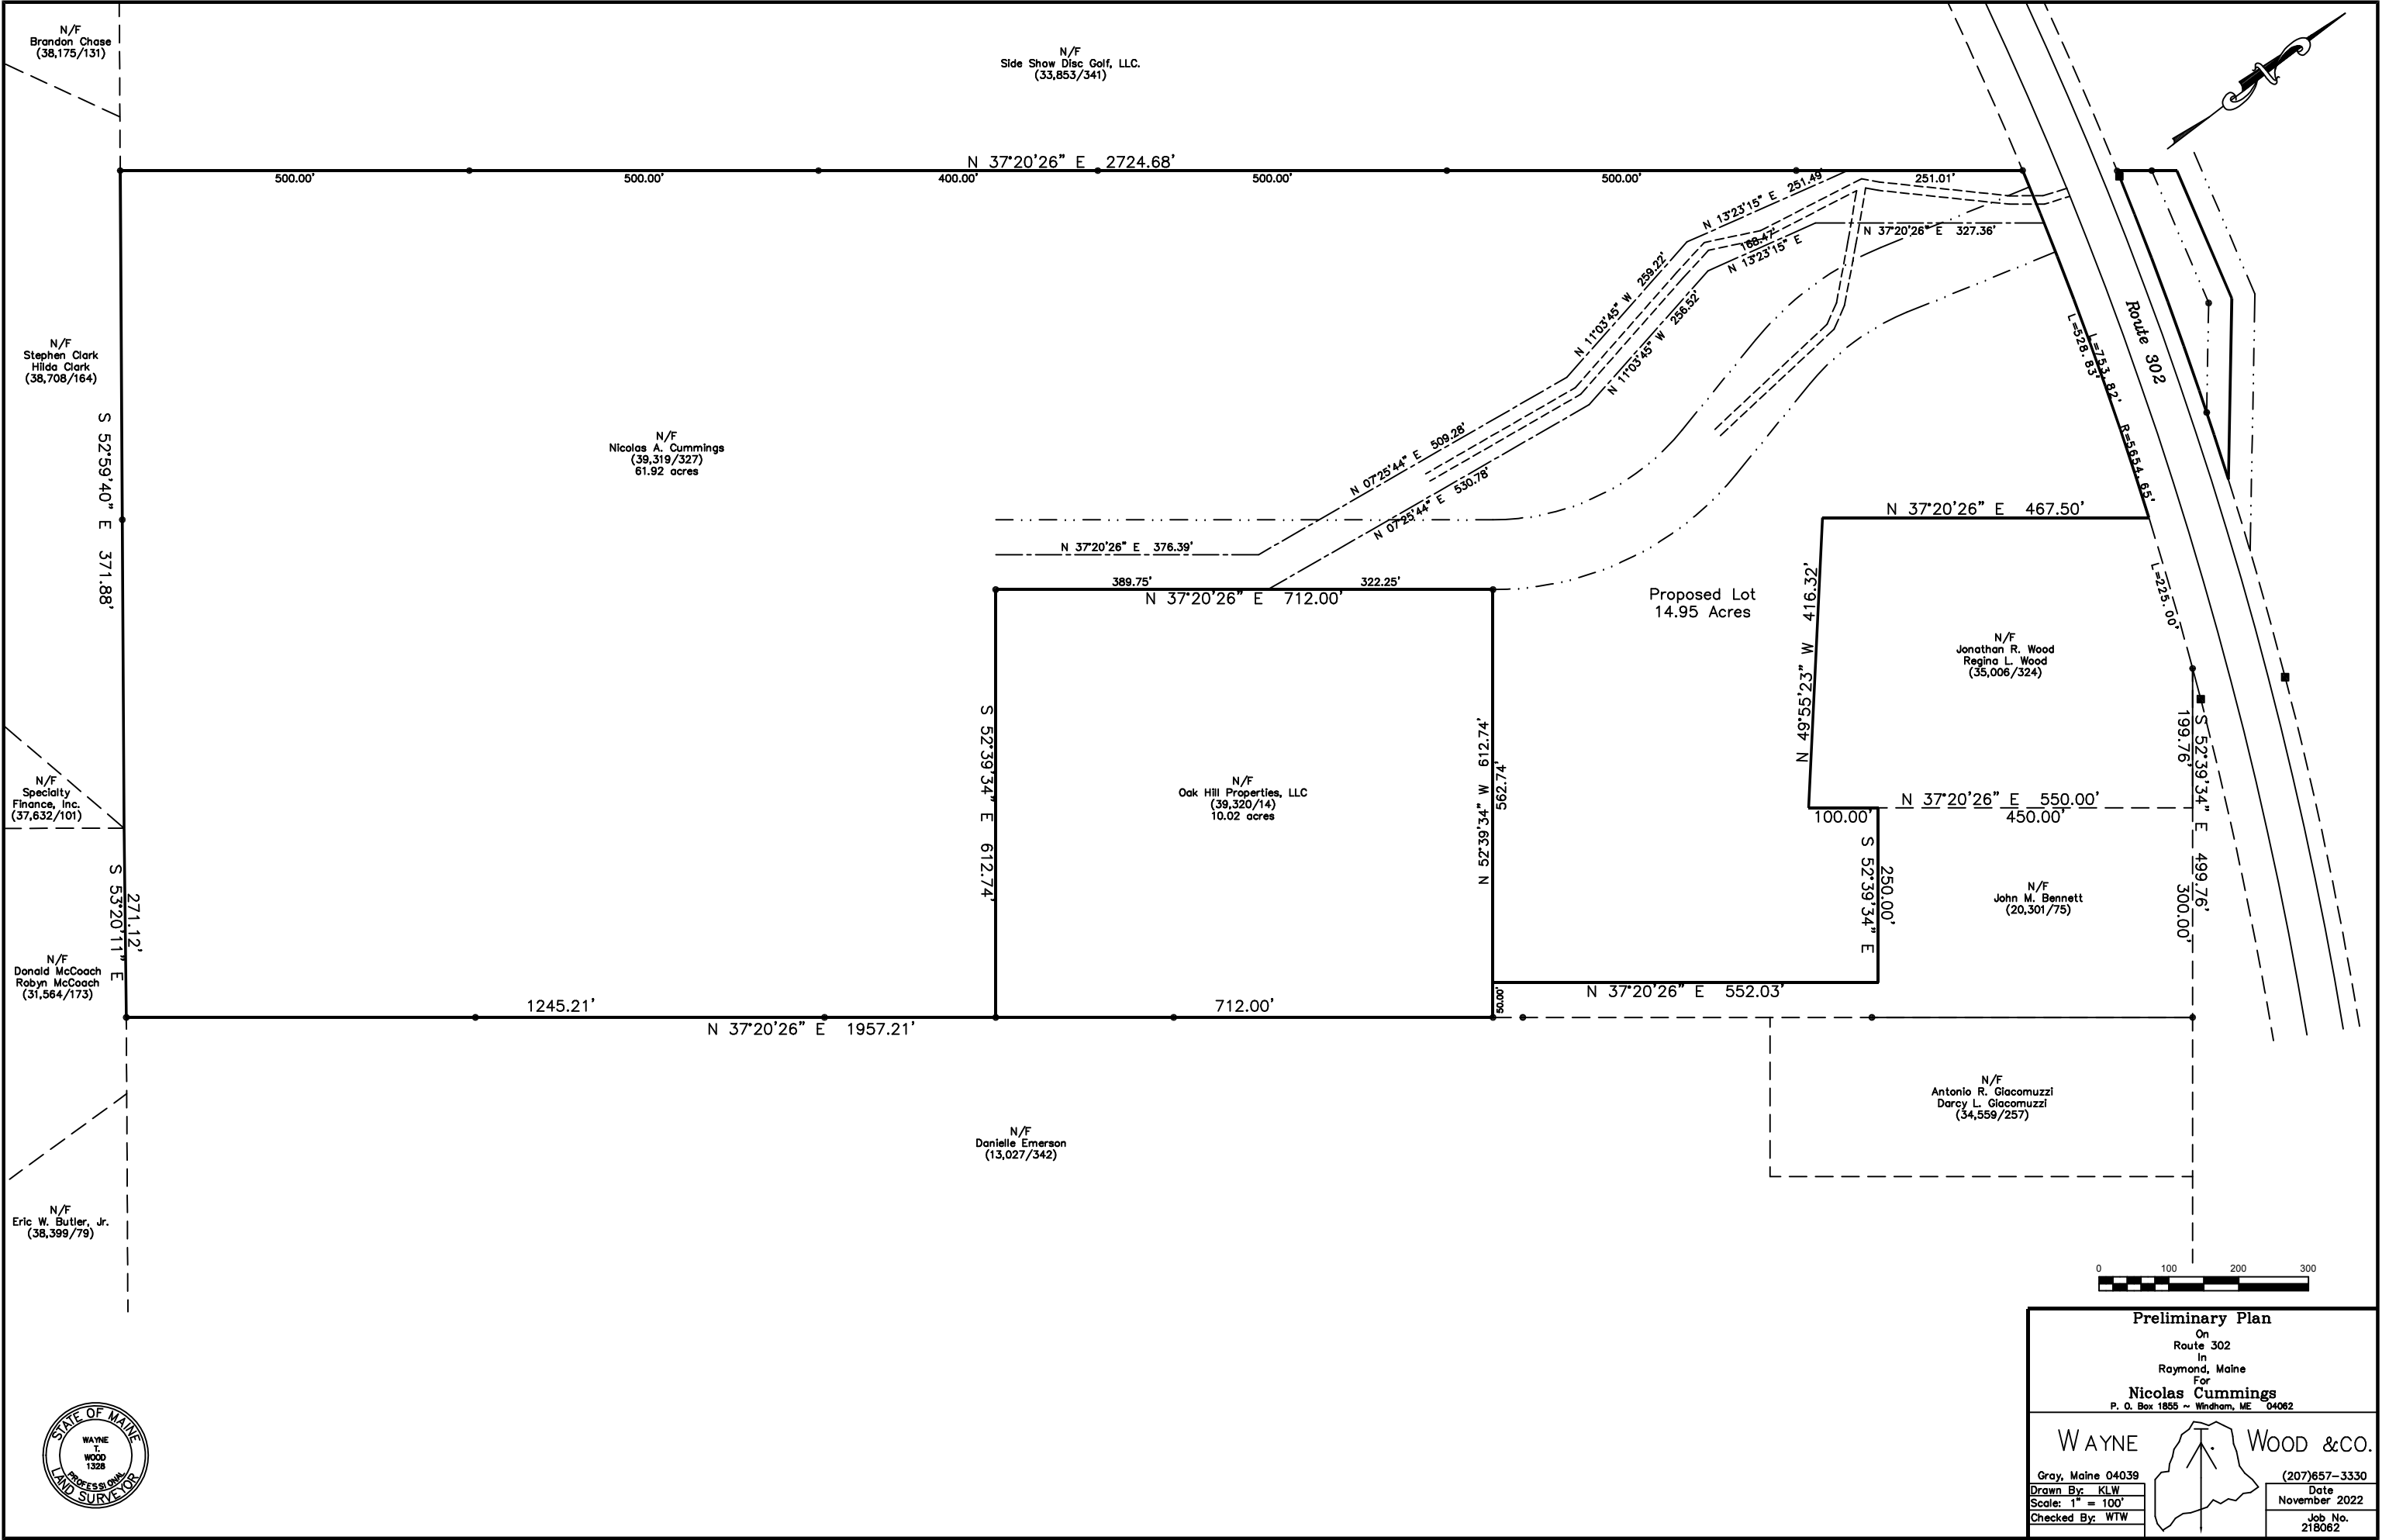 N/F
Brandon Chase
(38,175/131)
N/F
Side Show Disc Golf, LLC.
(33,853/341)
N 37°20'26" E 2724.68'
500.00'
500.00'
400.00'
500.00'
500.00'
251.01'
N 13°23'15" E 251.49'
N 37°20'26" E 327.36'
168.47'
N 13°23'15" E
N 11°03'45" W 259.22'
N 11°03'45" W 256.52'
Route 302
L=528.83'
L=753.82'
R=5654.65'
N/F
Stephen Clark
Hilda Clark
(38,708/164)
S 52°59'40" E 371.88'
N/F
Nicolas A. Cummings
(39,319/327)
61.92 acres
N 07°25'44" E 509.28'
N 07°25'44" E 530.78'
N 37°20'26" E 376.39'
N 37°20'26" E 467.50'
389.75'
322.25'
N 37°20'26" E 712.00'
Proposed Lot
14.95 Acres
N 49°55'23" W 416.32'
L=225.00'
N/F
Jonathan R. Wood
Regina L. Wood
(35,006/324)
S 52°39'34" E 612.74'
N/F
Oak Hill Properties, LLC
(39,320/14)
10.02 acres
N 52°39'34" W 612.74'
562.74'
199.76'
S 52°39'34" E 499.76'
300.00'
N 37°20'26" E 550.00'
100.00'
450.00'
S 52°39'34" E
250.00'
N/F
John M. Bennett
(20,301/75)
N/F
Specialty
Finance, Inc.
(37,632/101)
S 53°20'11" E
271.12'
N/F
Donald McCoach
Robyn McCoach
(31,564/173)
N 37°20'26" E 552.03'
50.00'
1245.21'
712.00'
N 37°20'26" E 1957.21'
N/F
Antonio R. Giacomuzzi
Darcy L. Giacomuzzi
(34,559/257)
N/F
Danielle Emerson
(13,027/342)
N/F
Eric W. Butler, Jr.
(38,399/79)
0 100 200 300
Preliminary Plan
On
Route 302
In
Raymond, Maine
For
Nicolas Cummings
P. O. Box 1855 ~ Windham, ME 04062
WAYNE WOOD &CO.
Gray, Maine 04039
(207)657-3330
Drawn By: KLW
Scale: 1" = 100'
Checked By: WTW
Date
November 2022
Job No.
218062
STATE OF MAINE
WAYNE
T.
WOOD
1328
PROFESSIONAL
LAND SURVEYOR